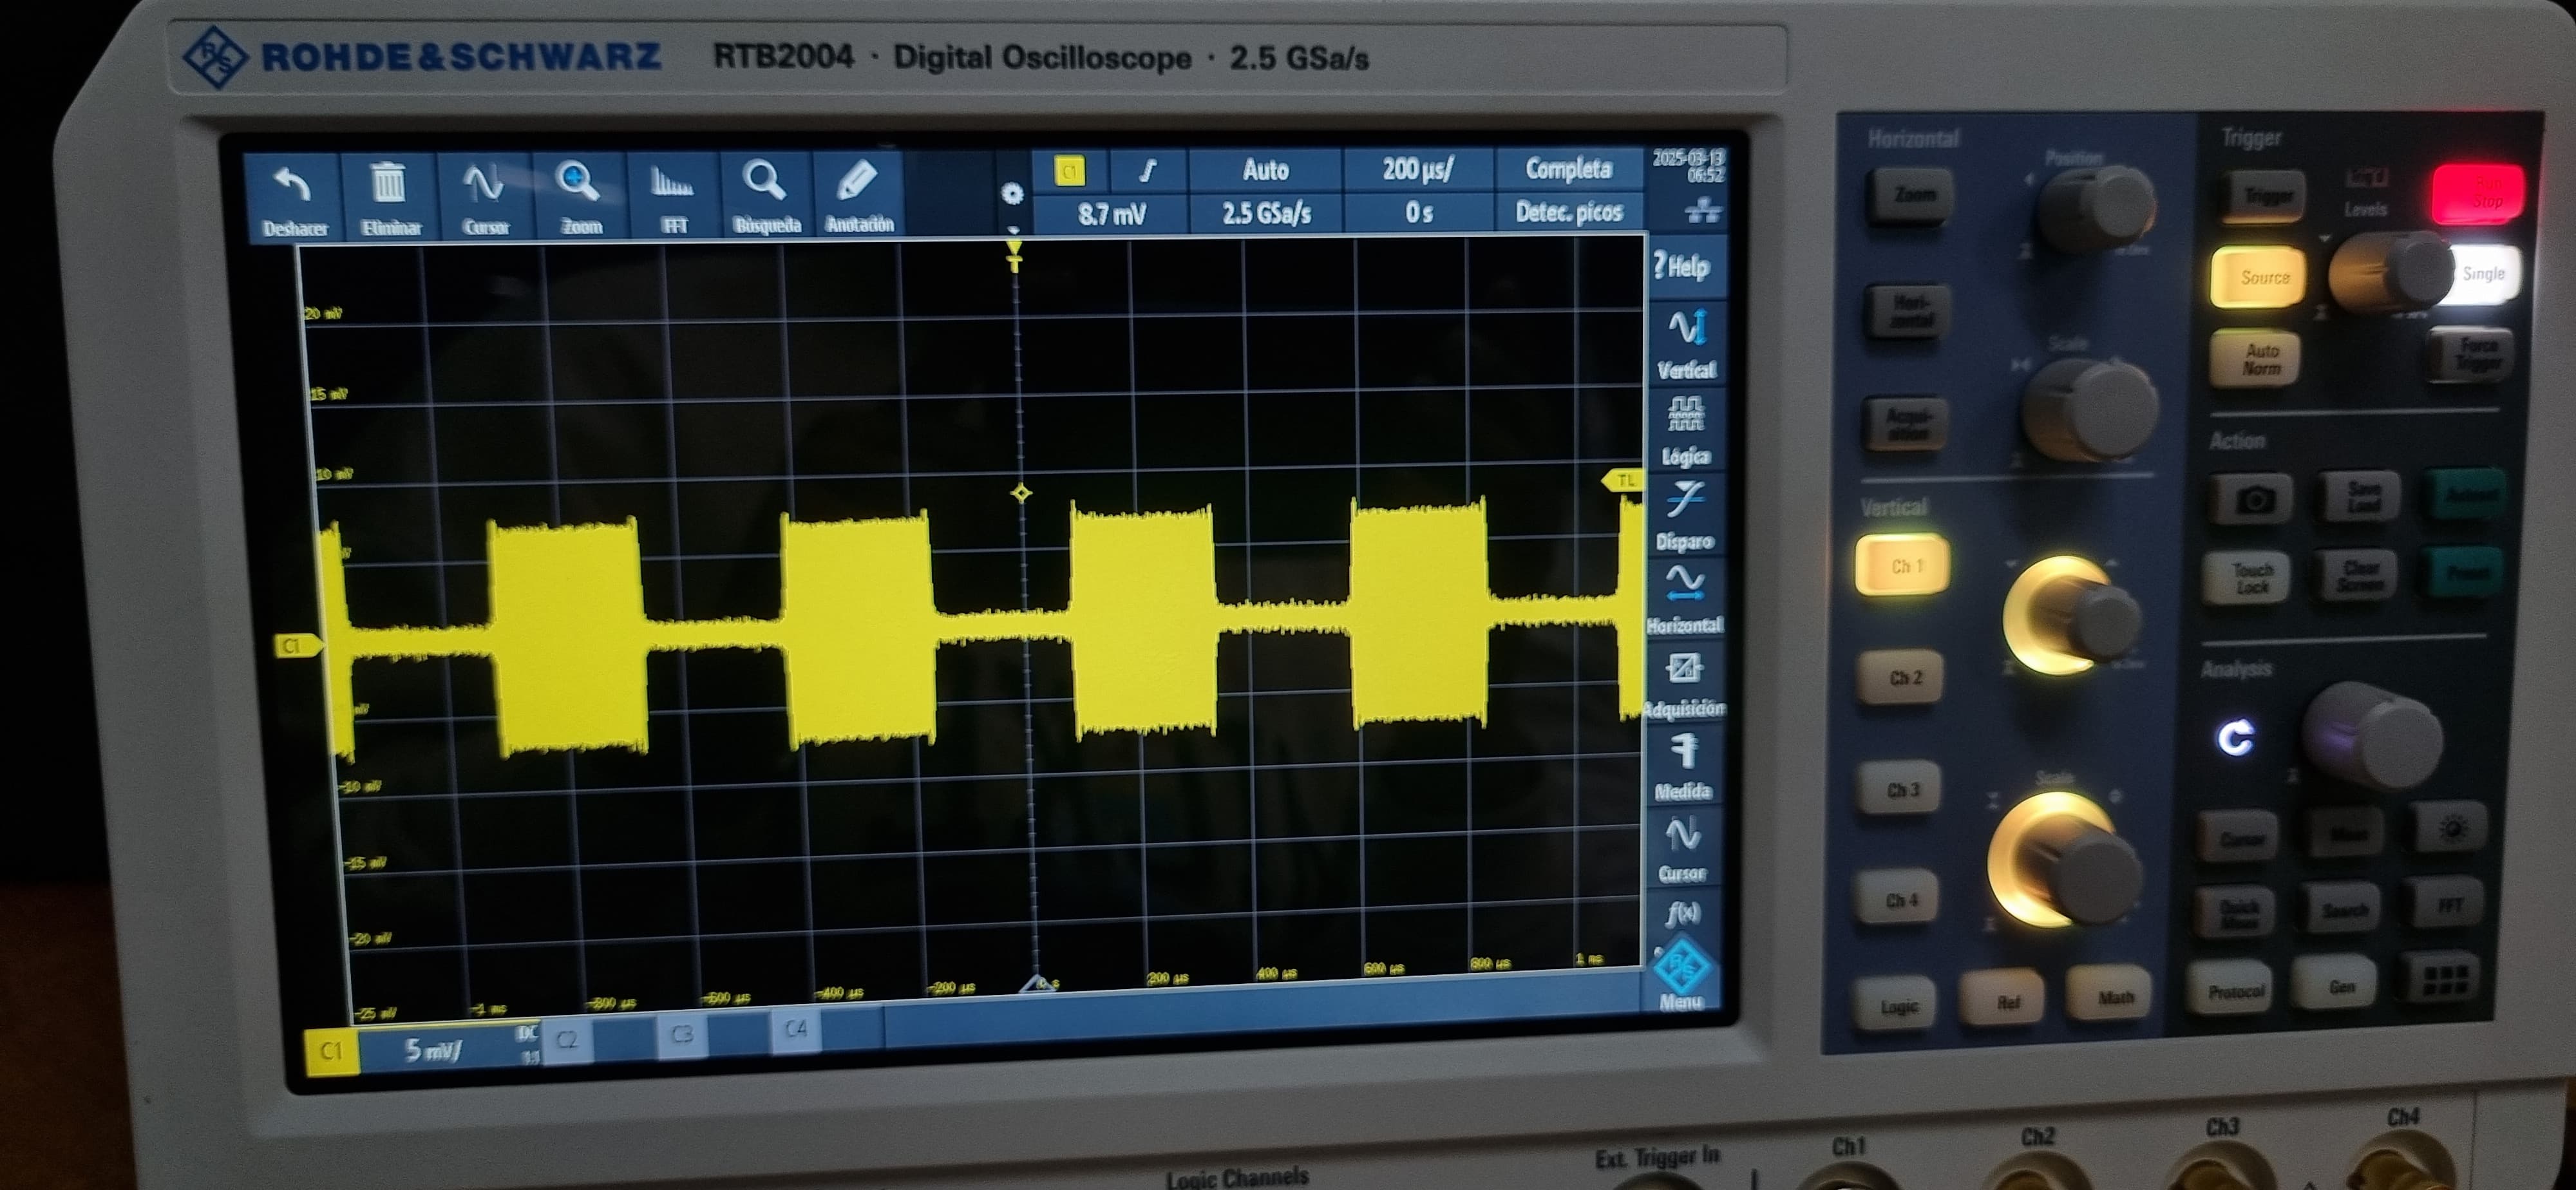 ROHDE&SCHWARZ RTB2004 · Digital Oscilloscope · 2.5 GSa/s
Deshacer Eliminar Cursor Zoom FFT Búsqueda Anotación
C1 Auto 200 µs/ Completa
8.7 mV 2.5 GSa/s 0 s Detec. picos
2025-03-13
06:52
? Help
Vertical
Lógica
Disparo
Horizontal
Adquisición
Medida
Cursor
f(x)
Menu
T
TL
C1
20 mV
15 mV
10 mV
-10 mV
-15 mV
-20 mV
-25 mV
-1 ms -800 µs -600 µs -400 µs -200 µs 0 s 200 µs 400 µs 600 µs 800 µs 1 ms
C1 5 mV/ DC
1:1
C2 C3 C4
Horizontal
Position
Zoom
Hori-
zontal
Scale
Acqui-
sition
Vertical
Ch 1
Ch 2
Ch 3
Scale
Ch 4
Logic Ref Math
Trigger
Trigger
Levels
Run
Stop
Source
Single
Auto
Norm
Force
Trigger
Action
Save
Load
Autoset
Touch
Lock
Clear
Screen
Preset
Analysis
Cursor Meas
Quick
Meas
Search
FFT
Protocol Gen
Logic Channels
Ext. Trigger In
Ch1 Ch2 Ch3 Ch4